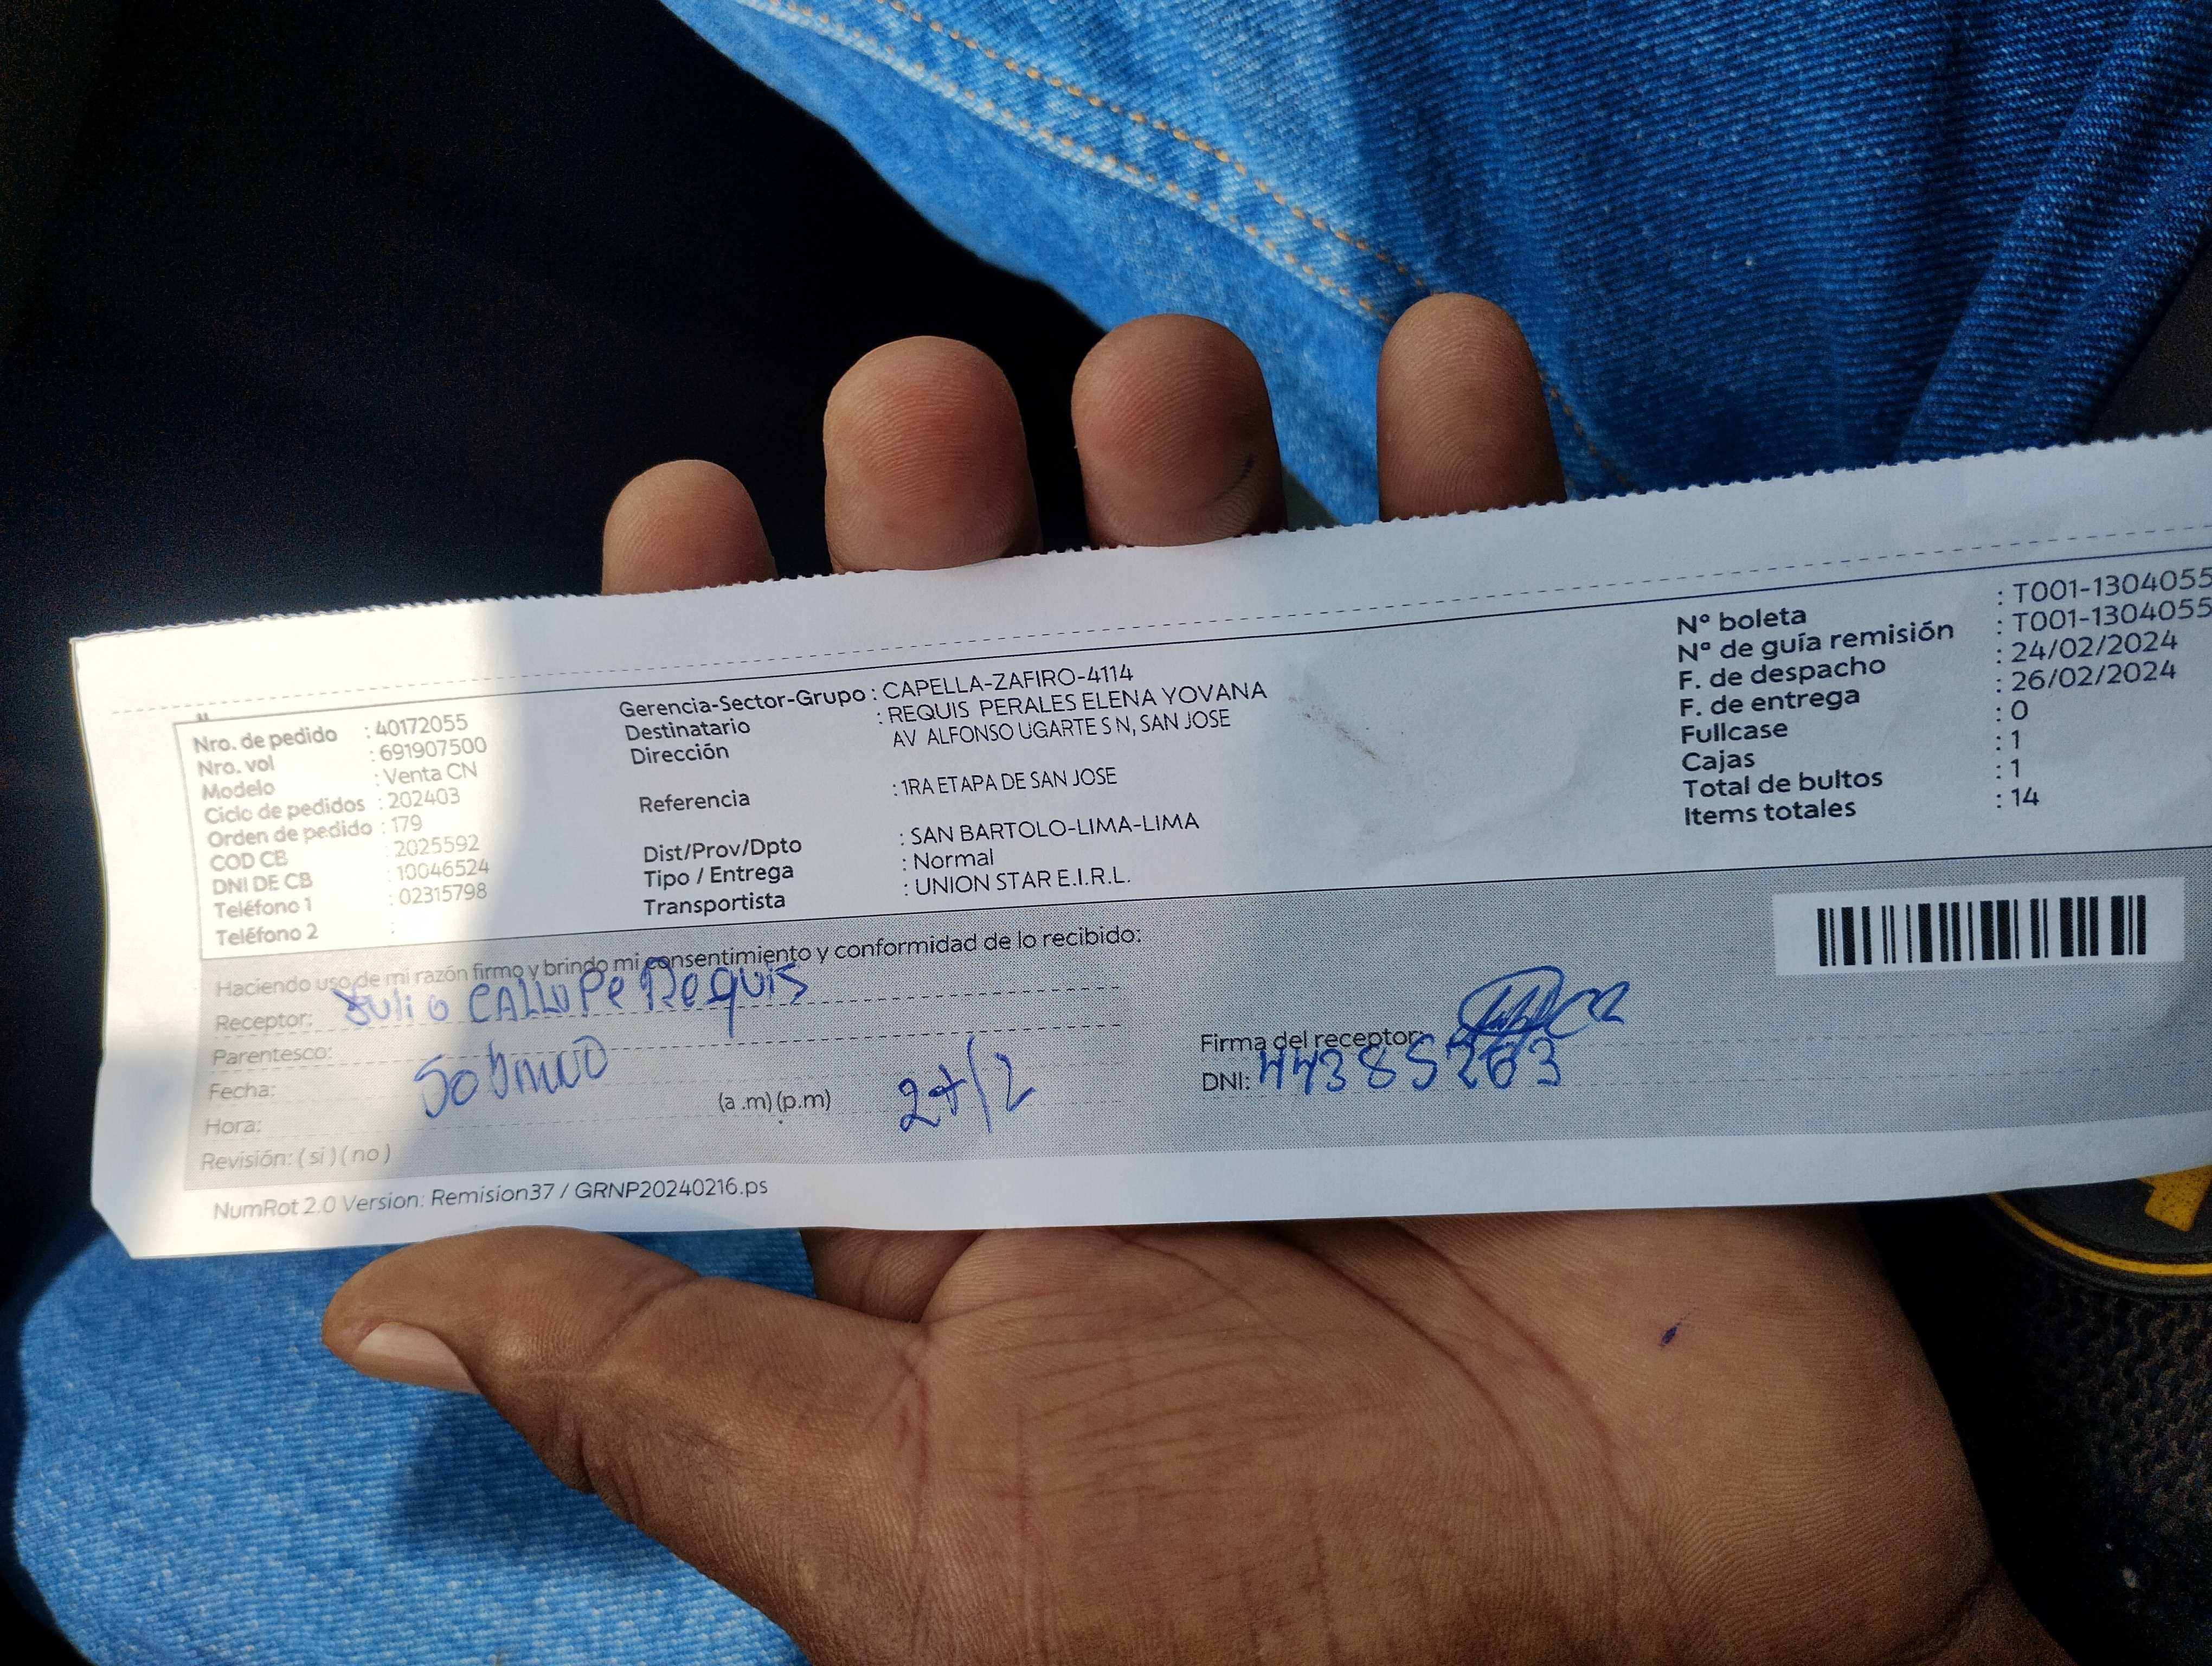 Nro. de pedido : 40172055
Nro. vol : 691907500
Modelo : Venta CN
Ciclo de pedidos : 202403
Orden de pedido : 179
COD CB : 2025592
DNI DE CB : 10046524
Teléfono 1 : 02315798
Teléfono 2 :
Gerencia-Sector-Grupo : CAPELLA-ZAFIRO-4114
Destinatario : REQUIS PERALES ELENA YOVANA
Dirección AV ALFONSO UGARTE S N, SAN JOSE
Referencia : 1RA ETAPA DE SAN JOSE
Dist/Prov/Dpto : SAN BARTOLO-LIMA-LIMA
Tipo / Entrega : Normal
Transportista : UNION STAR E.I.R.L.
Nº boleta : T001-1304055
Nº de guía remisión : T001-1304055
F. de despacho : 24/02/2024
F. de entrega : 26/02/2024
Fullcase : 0
Cajas : 1
Total de bultos : 1
Items totales : 14
Haciendo uso de mi razón firmo y brindo mi consentimiento y conformidad de lo recibido:
Receptor: Julio CALLUPE Requis
Parentesco: Sobrino
Fecha:
Hora: (a .m) (p.m) 27/2
Revisión: ( si ) ( no )
Firma del receptor:
DNI: 44385263
NumRot 2.0 Version: Remision37 / GRNP20240216.ps